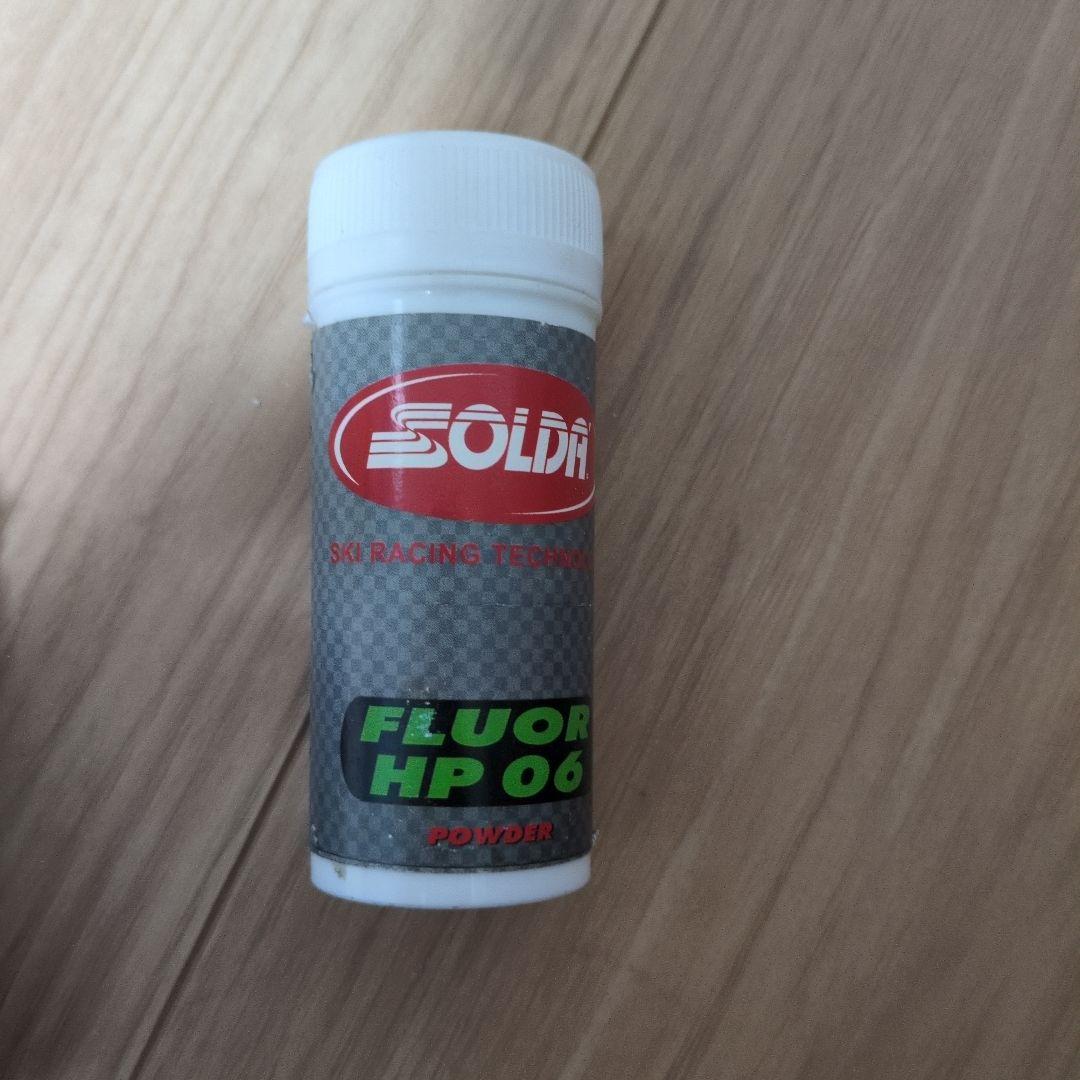 SOLDA
SKI RACING
FLUOR
HP 06
POWDER